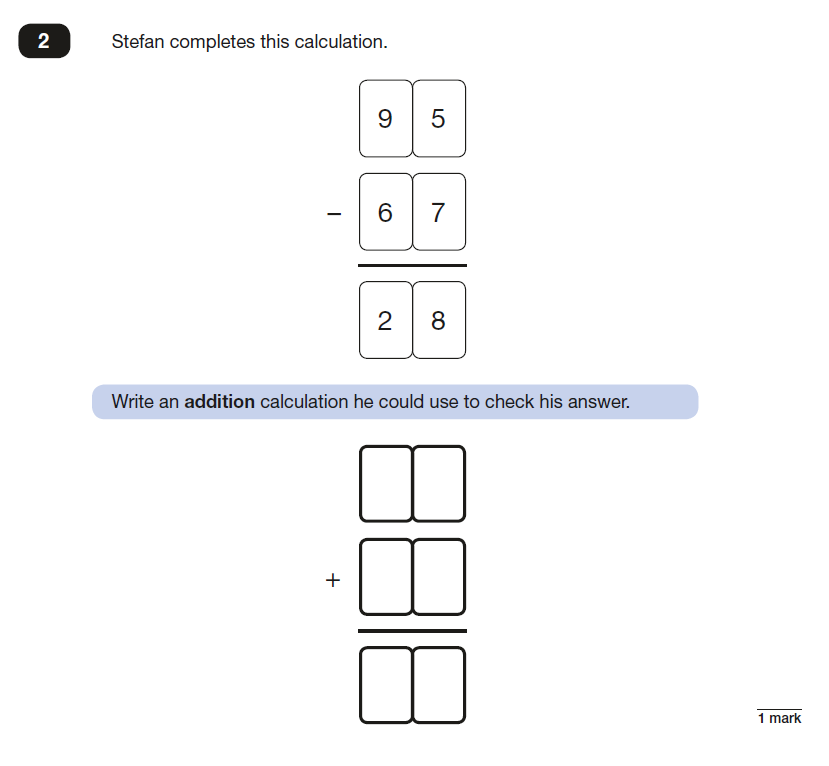 2 Stefan completes this calculation.
9 5
− 6 7
2 8
Write an addition calculation he could use to check his answer.
+
1 mark